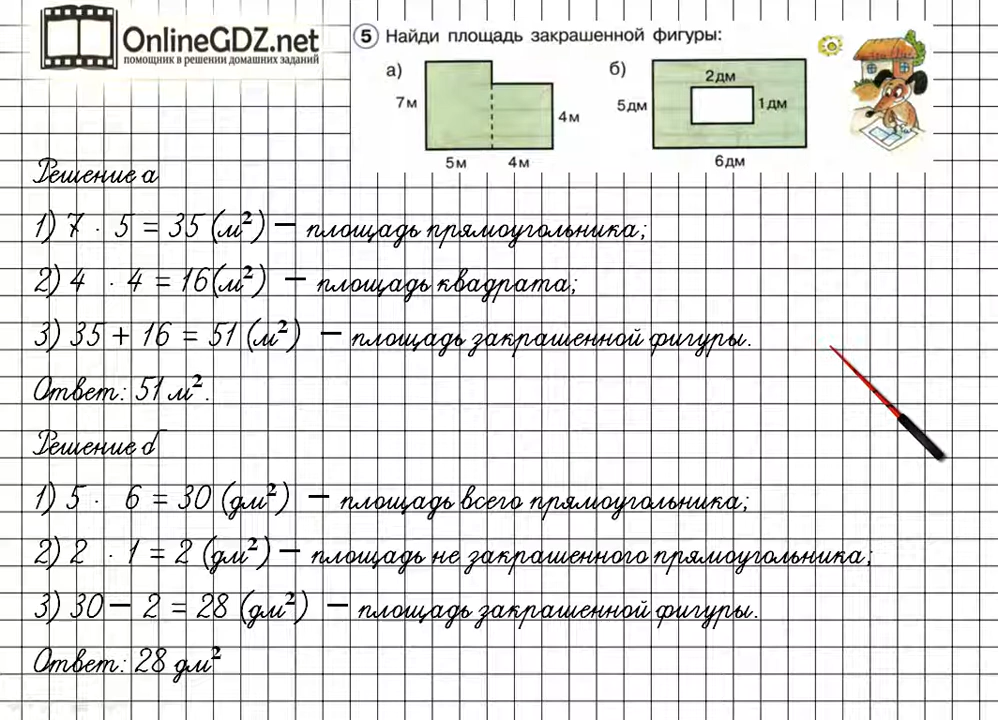 OnlineGDZ.net
помощник в решении домашних заданий
5 Найди площадь закрашенной фигуры:
а)
7м
4м
5м
4м
б)
2дм
5дм
1дм
6дм
Решение а
1) 7 · 5 = 35 (м²) – площадь прямоугольника;
2) 4 · 4 = 16(м²) – площадь квадрата;
3) 35 + 16 = 51 (м²) – площадь закрашенной фигуры.
Ответ: 51 м².
Решение б
1) 5 · 6 = 30 (дм²) – площадь всего прямоугольника;
2) 2 · 1 = 2 (дм²) – площадь не закрашенного прямоугольника;
3) 30 – 2 = 28 (дм²) – площадь закрашенной фигуры.
Ответ: 28 дм²